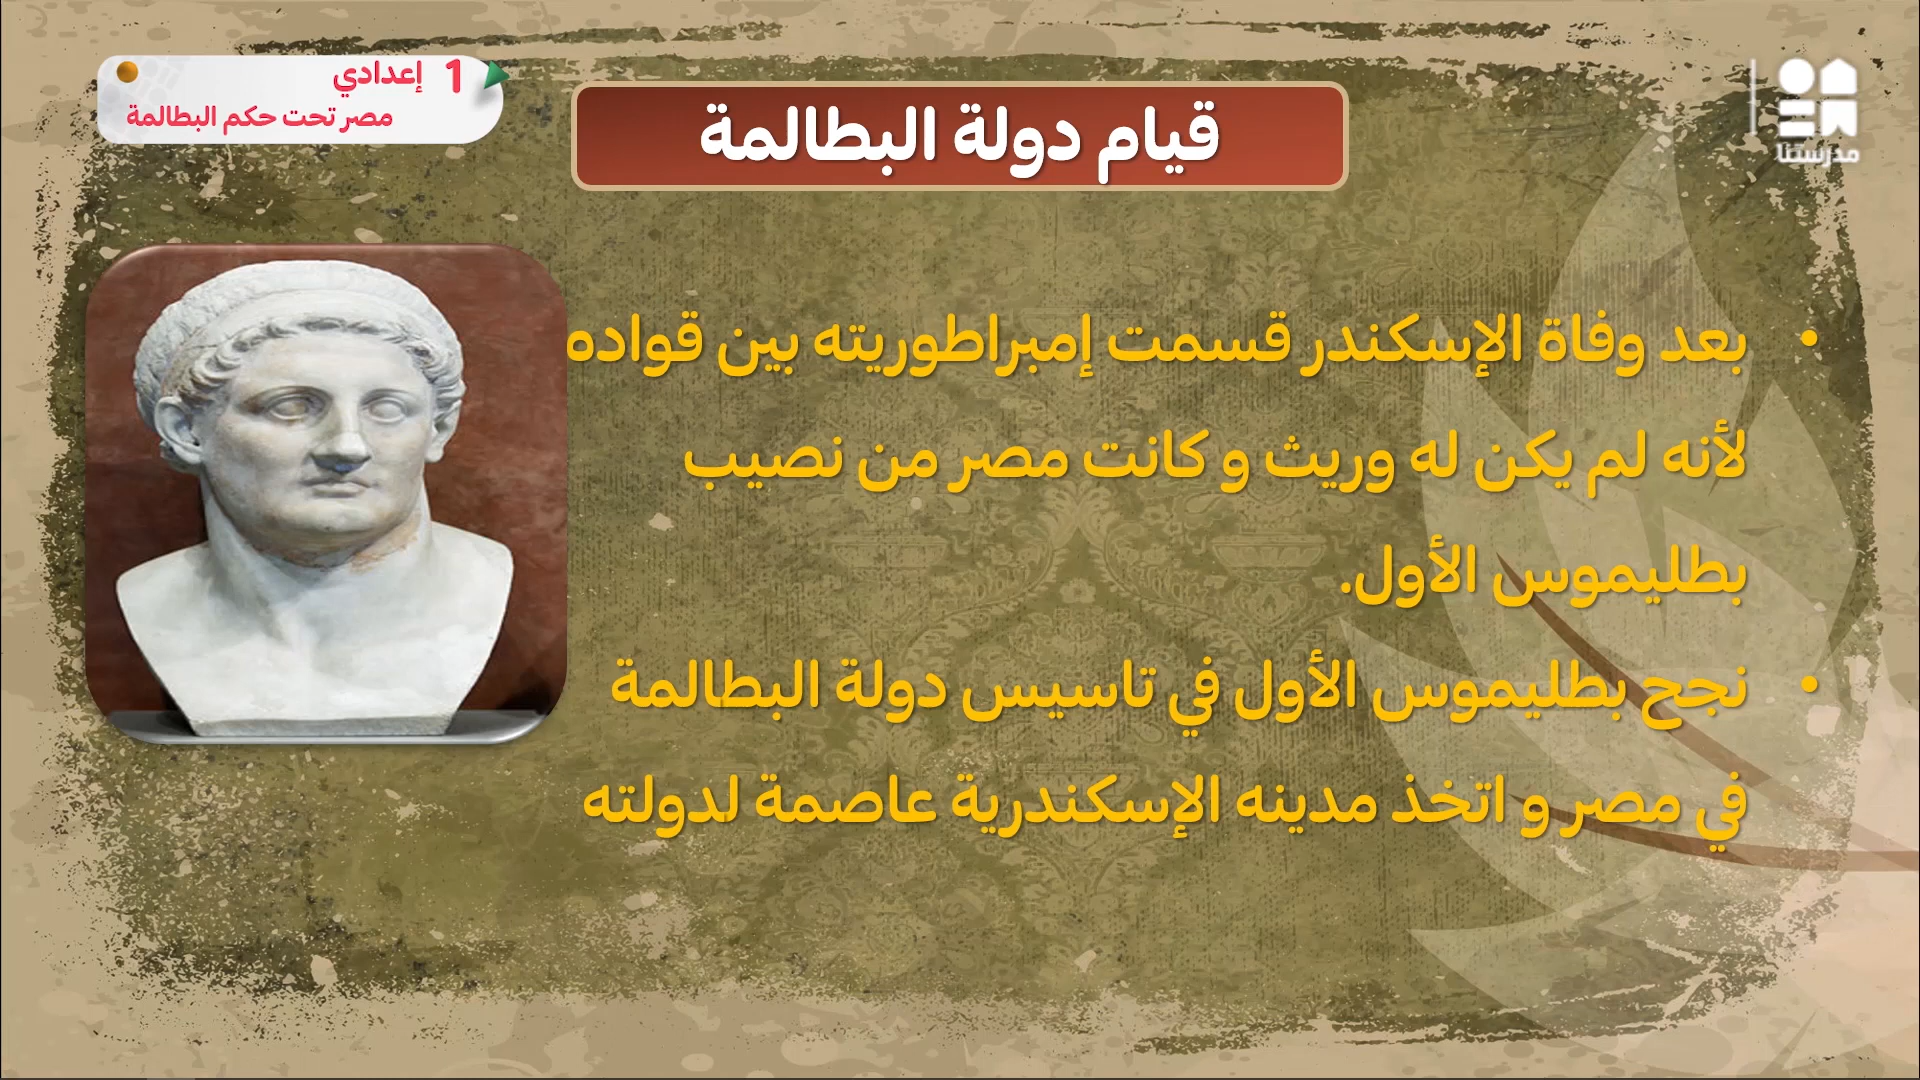 1 إعدادي
مصر تحت حكم البطالمة
قيام دولة البطالمة
مدرستنا
• بعد وفاة الإسكندر قسمت إمبراطوريته بين قواده
لأنه لم يكن له وريث و كانت مصر من نصيب
بطليموس الأول.
• نجح بطليموس الأول في تاسيس دولة البطالمة
في مصر و اتخذ مدينه الإسكندرية عاصمة لدولته